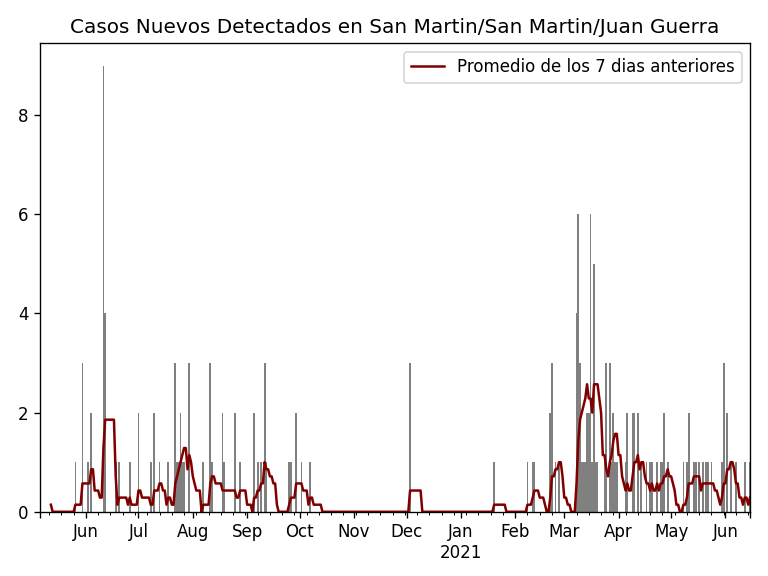 Casos Nuevos Detectados en San Martin/San Martin/Juan Guerra
Promedio de los 7 dias anteriores
8
6
4
2
0
Jun Jul Aug Sep Oct Nov Dec Jan Feb Mar Apr May Jun
2021